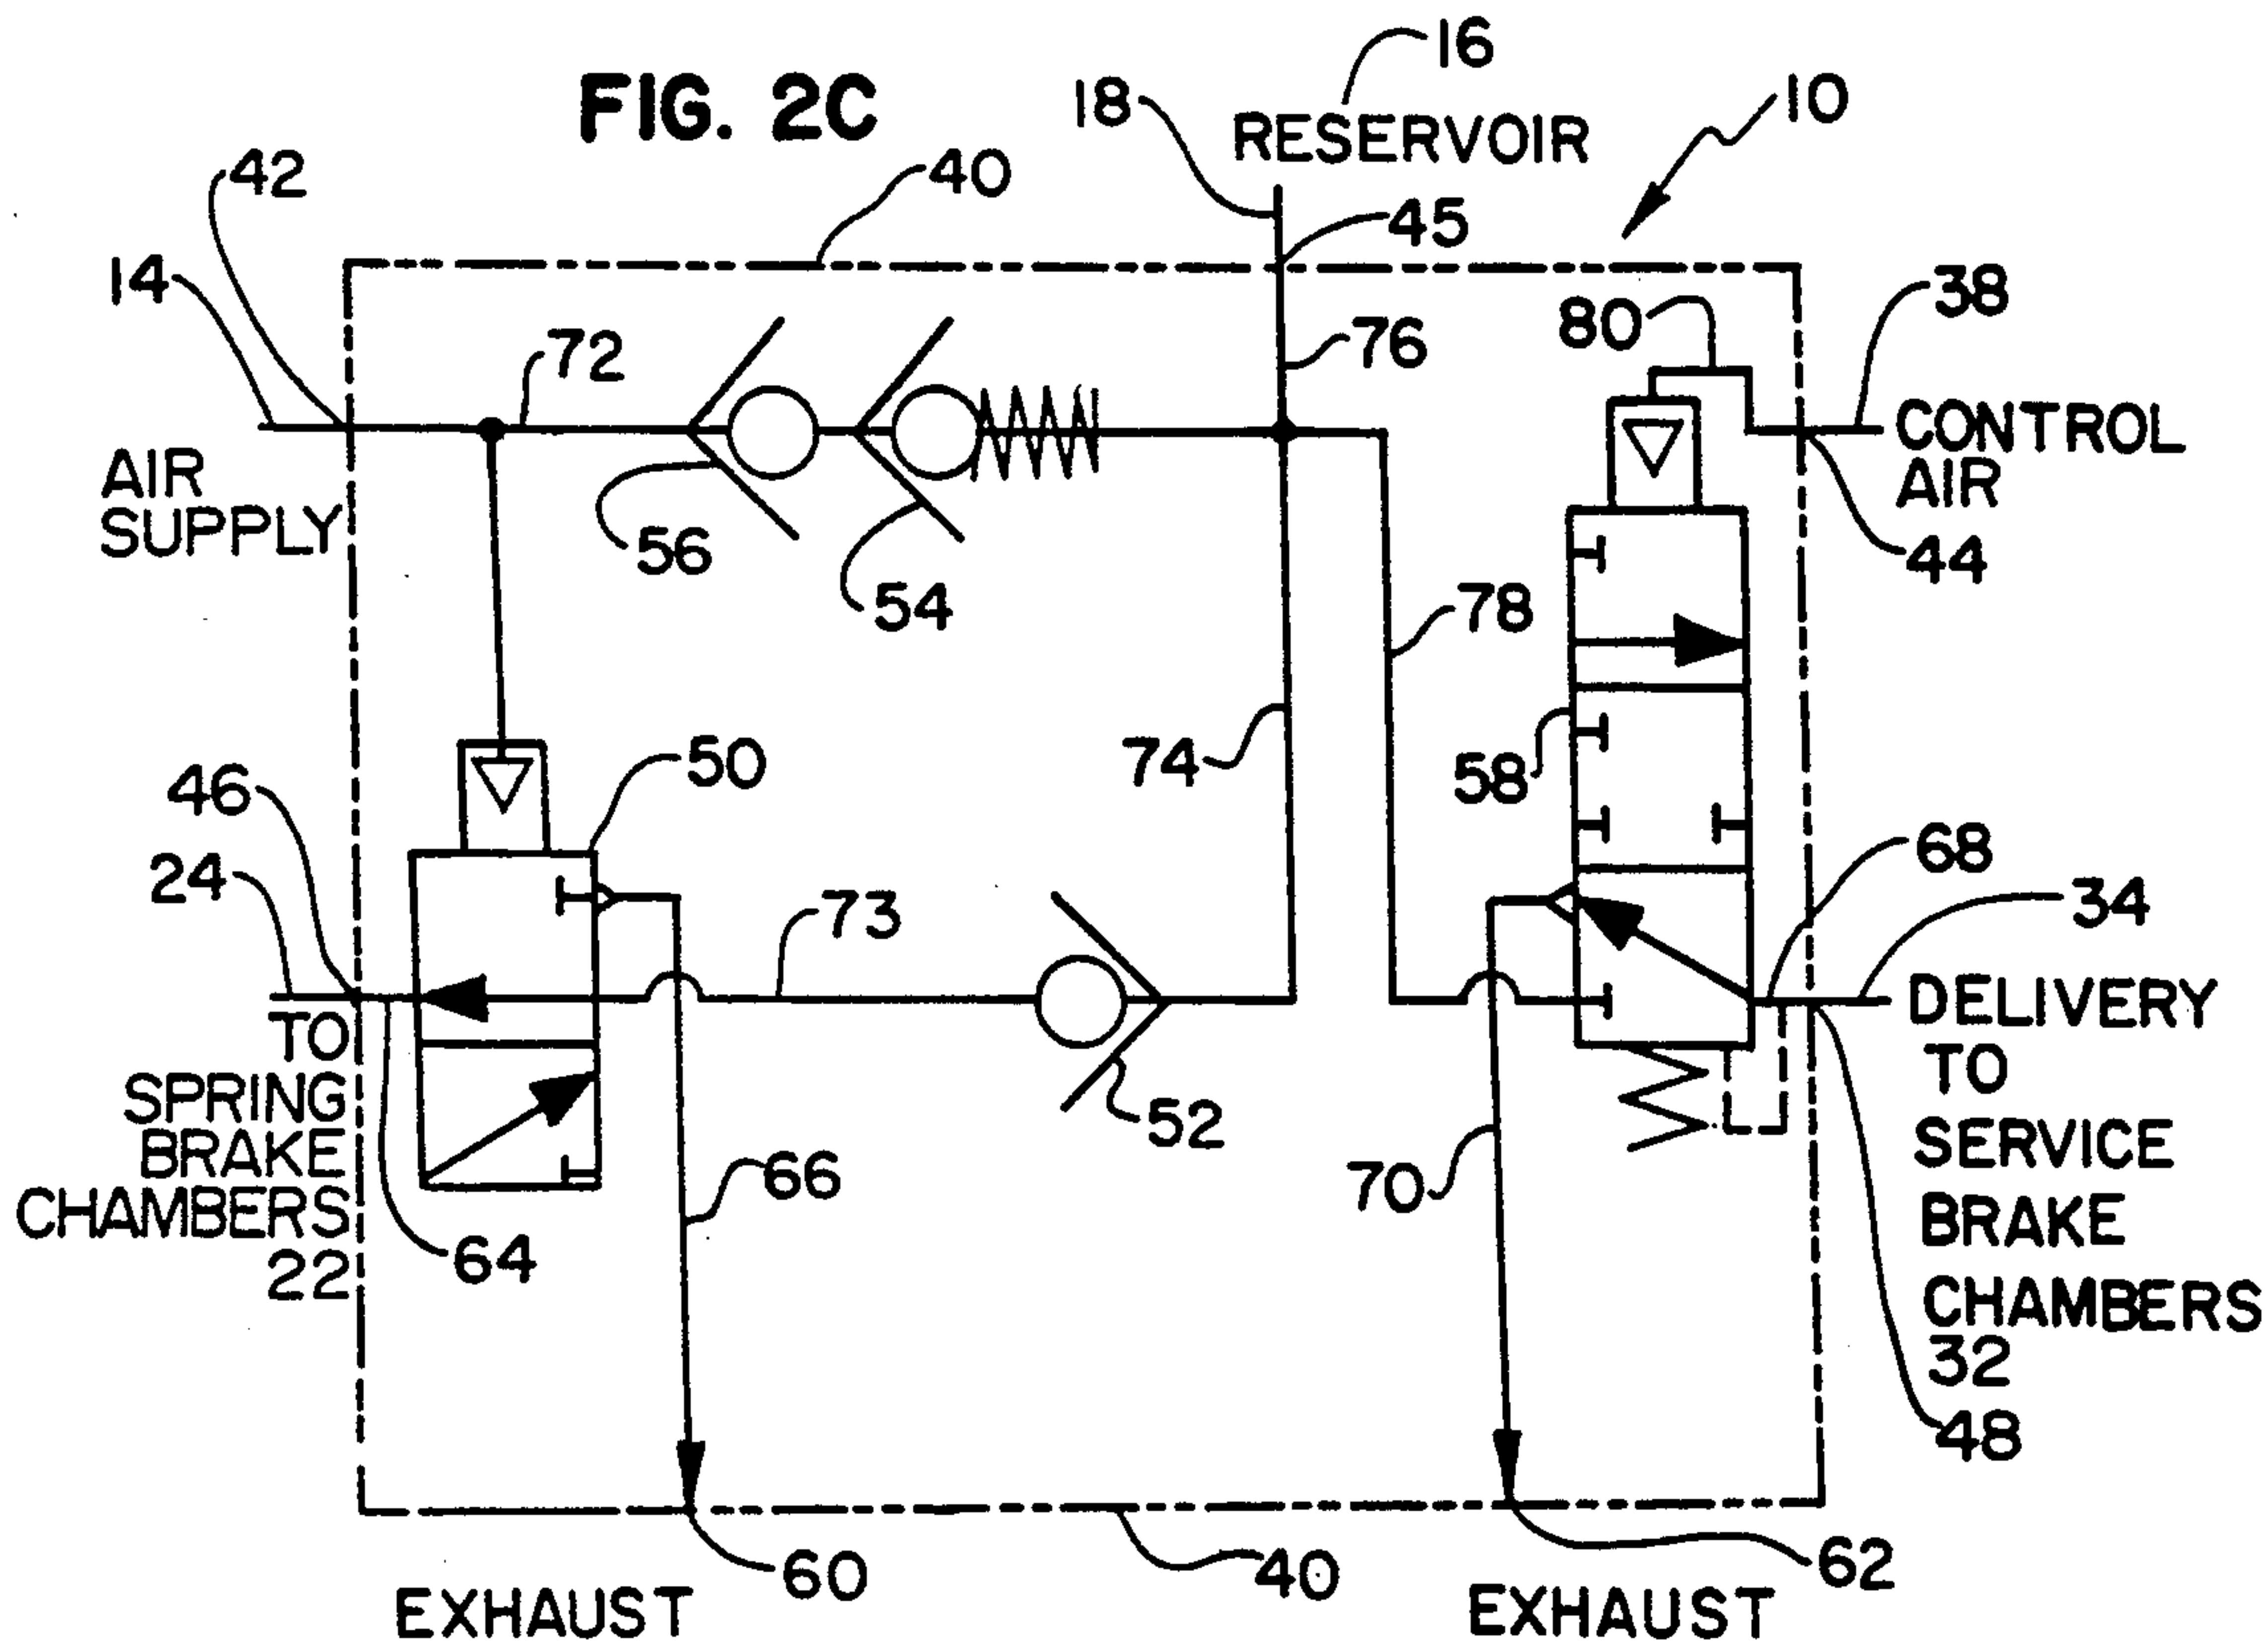 FIG. 2C
16
18
RESERVOIR
10
42
40
45
14
38
80
72
76
CONTROL
AIR
AIR
SUPPLY
56
54
44
78
58
74
50
46
24
68
34
73
DELIVERY
TO
SERVICE
BRAKE
CHAMBERS
32
TO
SPRING
BRAKE
CHAMBERS
22
52
70
66
64
48
60
40
62
EXHAUST
EXHAUST